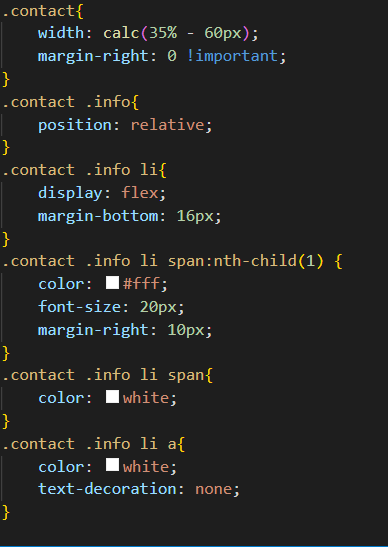 .contact{
    width: calc(35% - 60px);
    margin-right: 0 !important;
}
.contact .info{
    position: relative;
}
.contact .info li{
    display: flex;
    margin-bottom: 16px;
}
.contact .info li span:nth-child(1) {
    color: #fff;
    font-size: 20px;
    margin-right: 10px;
}
.contact .info li span{
    color: white;
}
.contact .info li a{
    color: white;
    text-decoration: none;
}